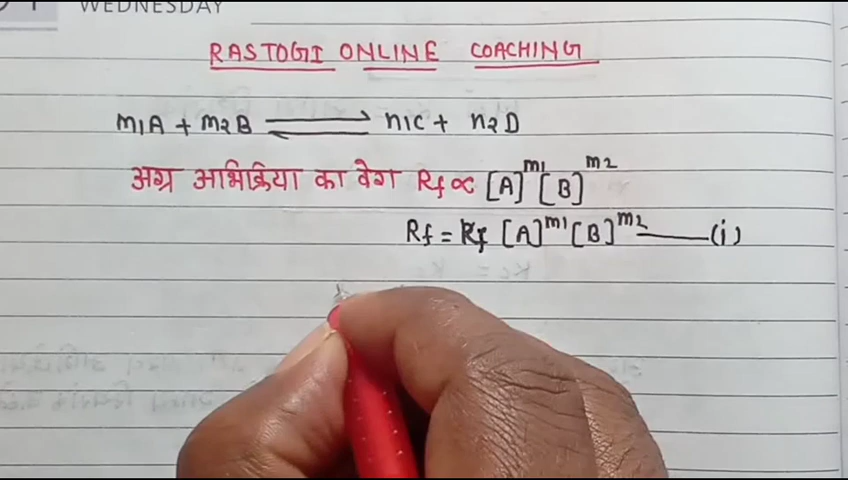 WEDNESDAY
RASTOGI ONLINE COACHING
m1A + m2B ⇌ n1C + n2D
अग्र अभिक्रिया का वेग Rf ∝ [A]^m1 [B]^m2
Rf = Kf [A]^m1 [B]^m2 —(i)